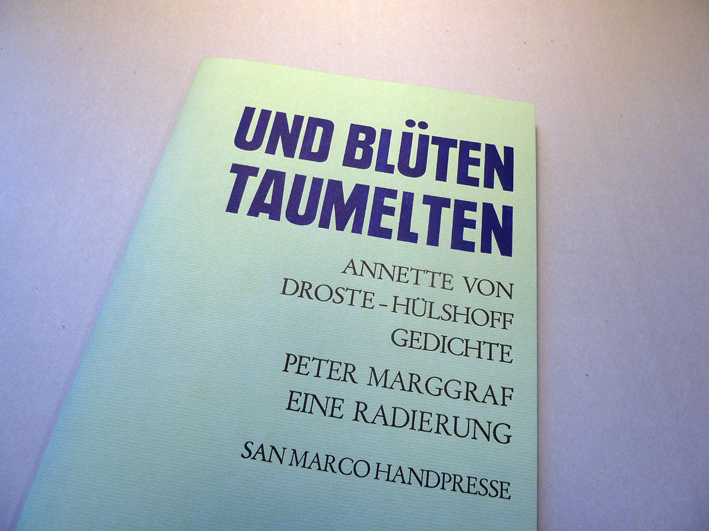 UND BLÜTEN
TAUMELTEN
ANNETTE VON
DROSTE-HÜLSHOFF
GEDICHTE
PETER MARGGRAF
EINE RADIERUNG
SAN MARCO HANDPRESSE